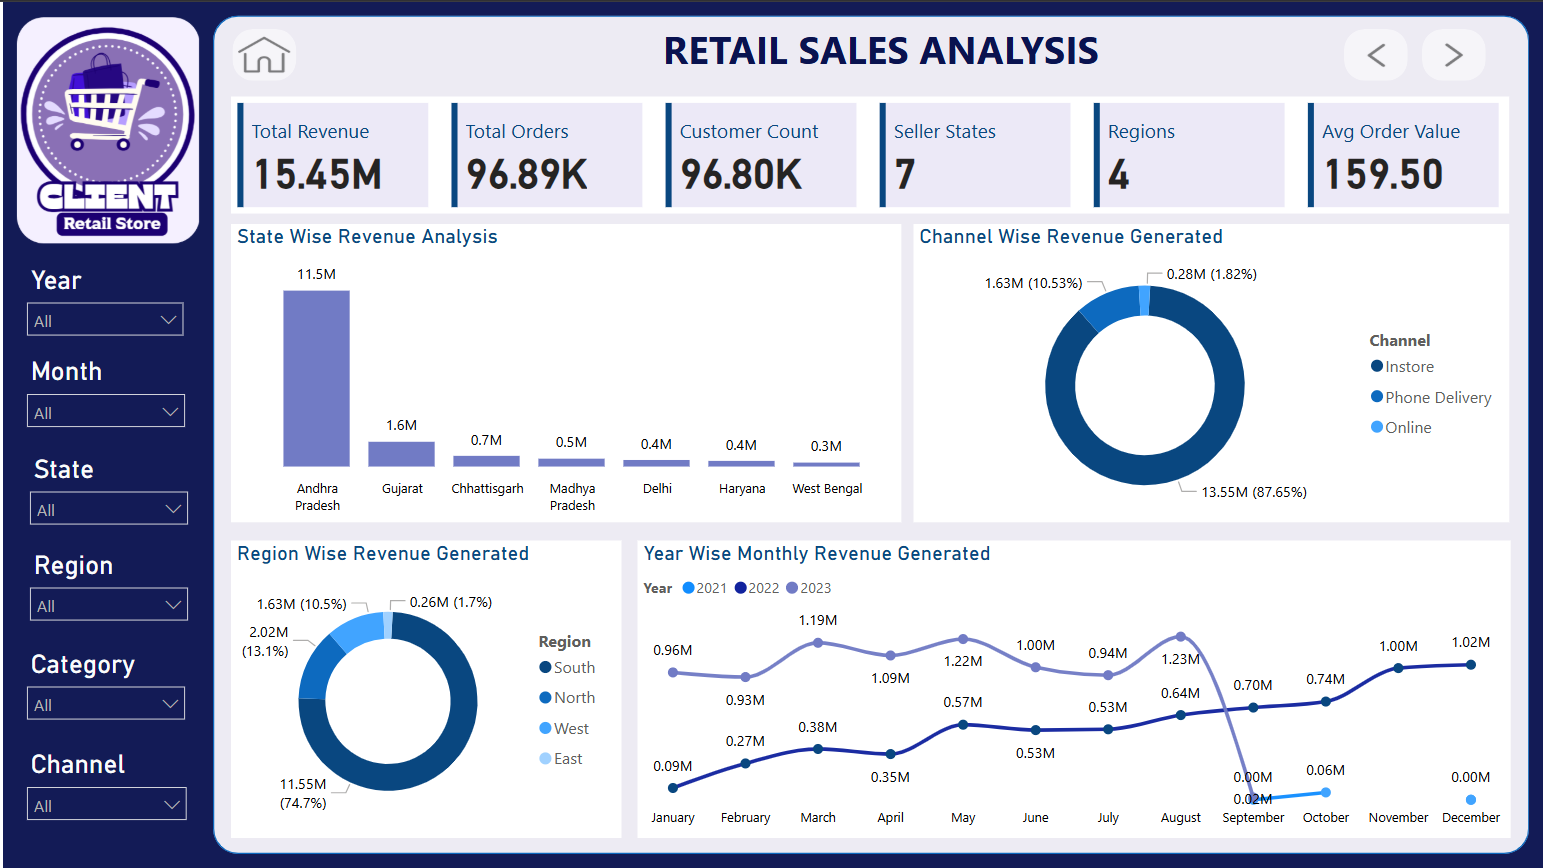 RETAIL SALES ANALYSIS
CLIENT
Retail Store
Year
All
Month
All
State
All
Region
All
Category
All
Channel
All
Total Revenue
15.45M
Total Orders
96.89K
Customer Count
96.80K
Seller States
7
Regions
4
Avg Order Value
159.50
State Wise Revenue Analysis
11.5M
1.6M
0.7M
0.5M
0.4M
0.4M
0.3M
Andhra
Pradesh
Gujarat
Chhattisgarh
Madhya
Pradesh
Delhi
Haryana
West Bengal
Channel Wise Revenue Generated
0.28M (1.82%)
1.63M (10.53%)
13.55M (87.65%)
Channel
Instore
Phone Delivery
Online
Region Wise Revenue Generated
0.26M (1.7%)
1.63M (10.5%)
2.02M
(13.1%)
11.55M
(74.7%)
Region
South
North
West
East
Year Wise Monthly Revenue Generated
Year 2021 2022 2023
0.96M
0.93M
1.19M
1.09M
1.22M
1.00M
0.94M
1.23M
0.02M
0.09M
0.27M
0.38M
0.35M
0.57M
0.53M
0.53M
0.64M
0.70M
0.74M
1.00M
1.02M
0.00M
0.06M
0.00M
January February March April May June July August September October November December